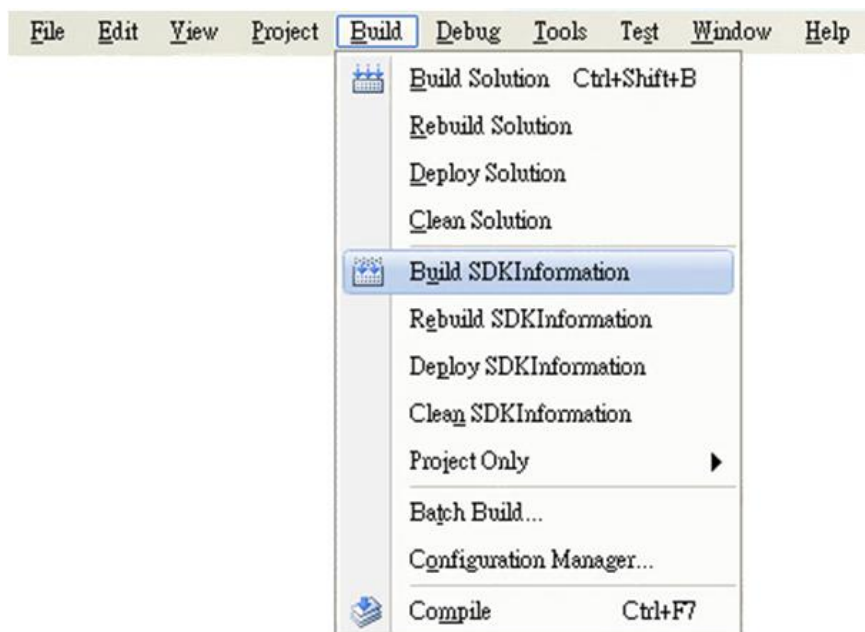 File Edit View Project Build Debug Tools Test Window Help
Build Solution Ctrl+Shift+B
Rebuild Solution
Deploy Solution
Clean Solution
Build SDKInformation
Rebuild SDKInformation
Deploy SDKInformation
Clean SDKInformation
Project Only
Batch Build...
Configuration Manager...
Compile Ctrl+F7